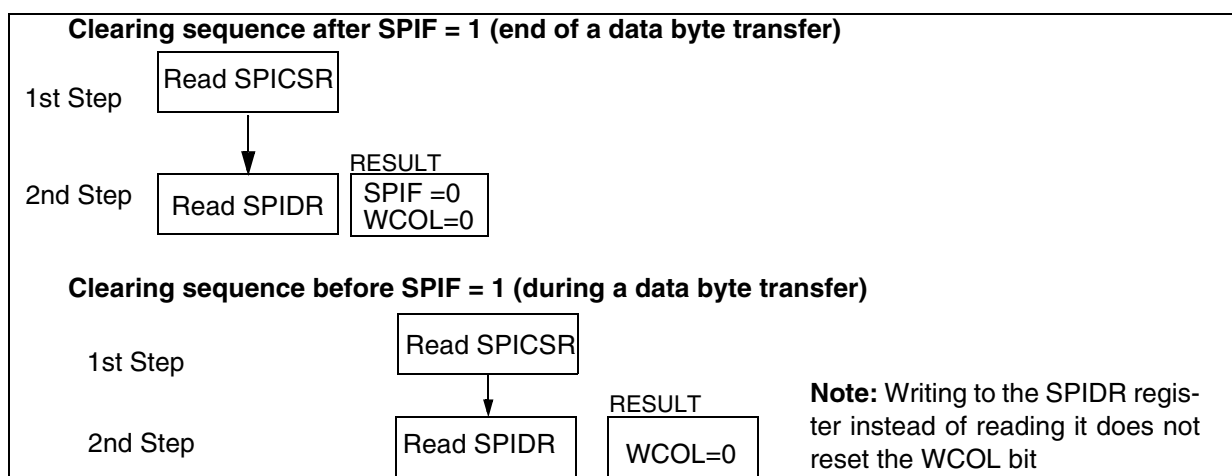 Clearing sequence after SPIF = 1 (end of a data byte transfer)
1st Step
Read SPICSR
2nd Step
Read SPIDR
RESULT
SPIF =0
WCOL=0
Clearing sequence before SPIF = 1 (during a data byte transfer)
1st Step
Read SPICSR
2nd Step
Read SPIDR
RESULT
WCOL=0
Note: Writing to the SPIDR regis-
ter instead of reading it does not
reset the WCOL bit